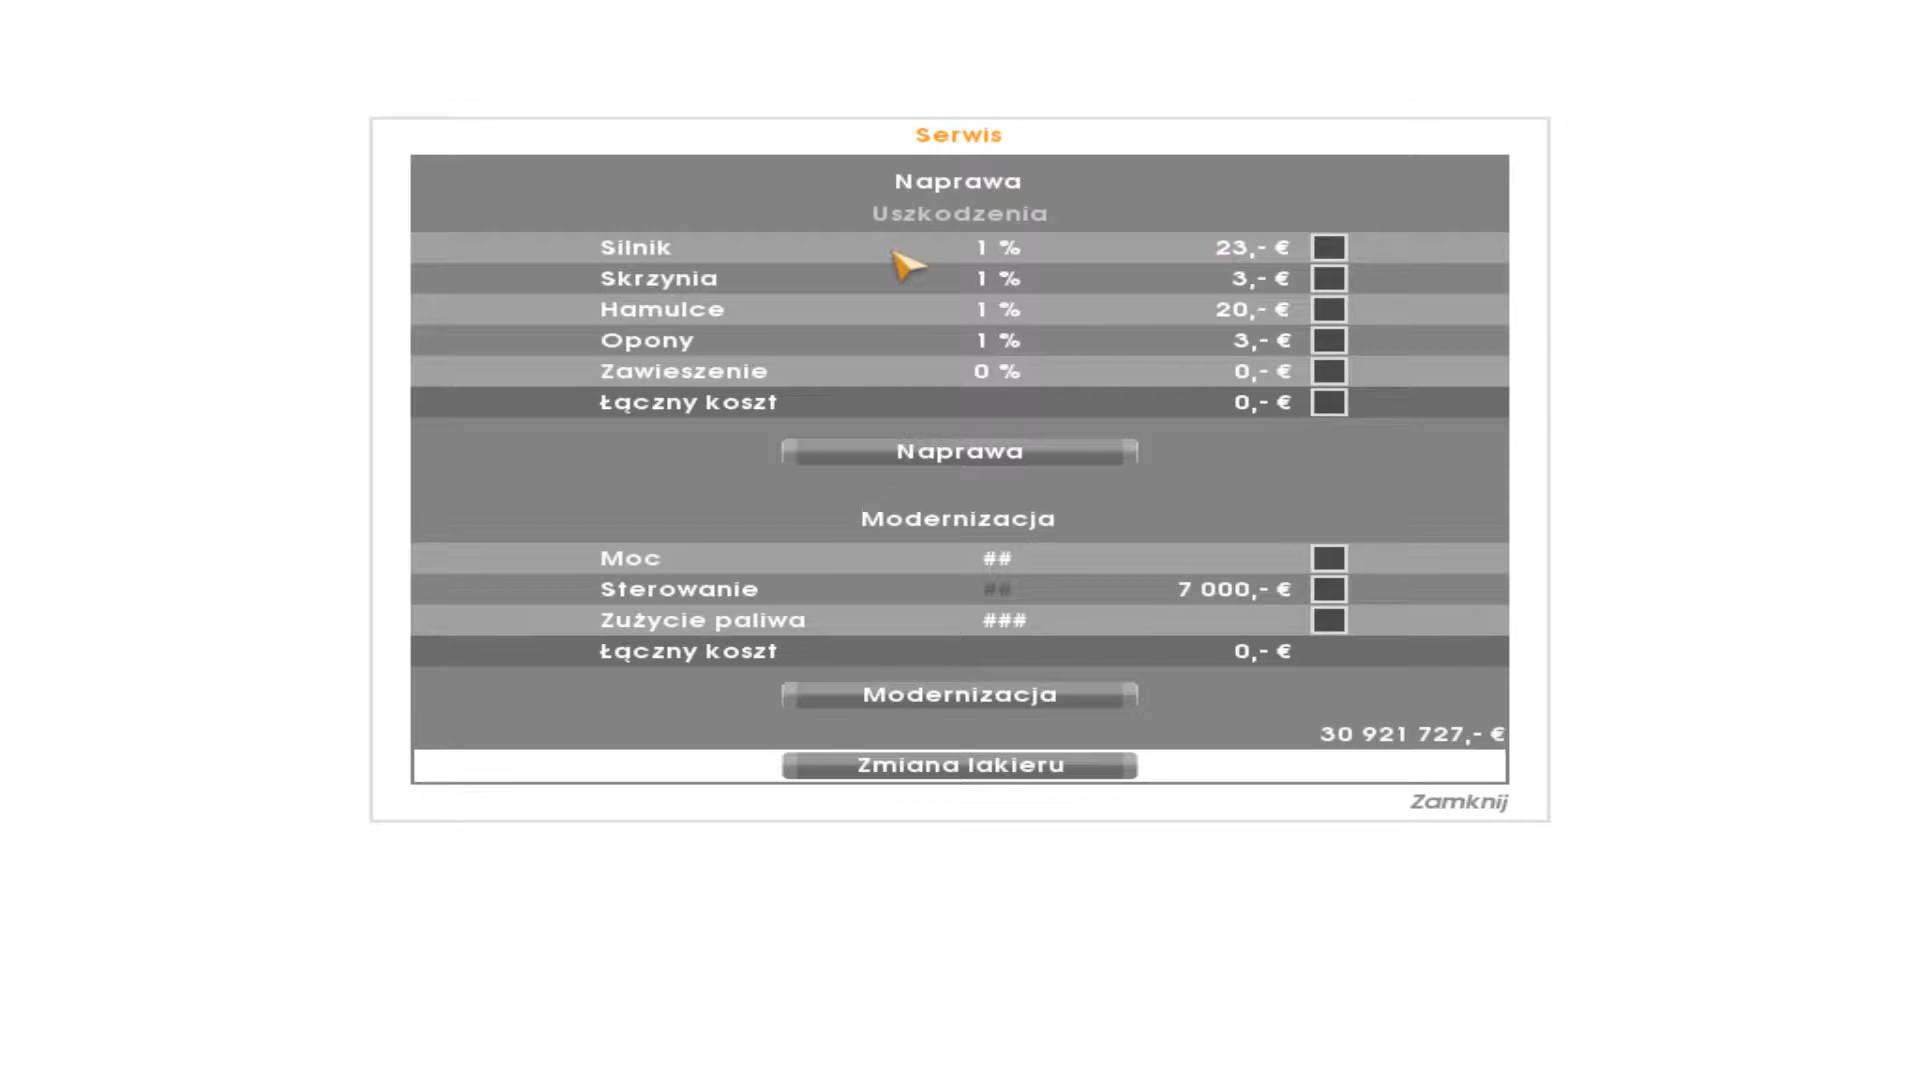 Serwis
Naprawa
Uszkodzenia
Silnik 1 % 23,- €
Skrzynia 1 % 3,- €
Hamulce 1 % 20,- €
Opony 1 % 3,- €
Zawieszenie 0 % 0,- €
Łączny koszt 0,- €
Naprawa
Modernizacja
Moc ##
Sterowanie ## 7 000,- €
Zużycie paliwa ###
Łączny koszt 0,- €
Modernizacja
30 921 727,- €
Zmiana lakieru
Zamknij